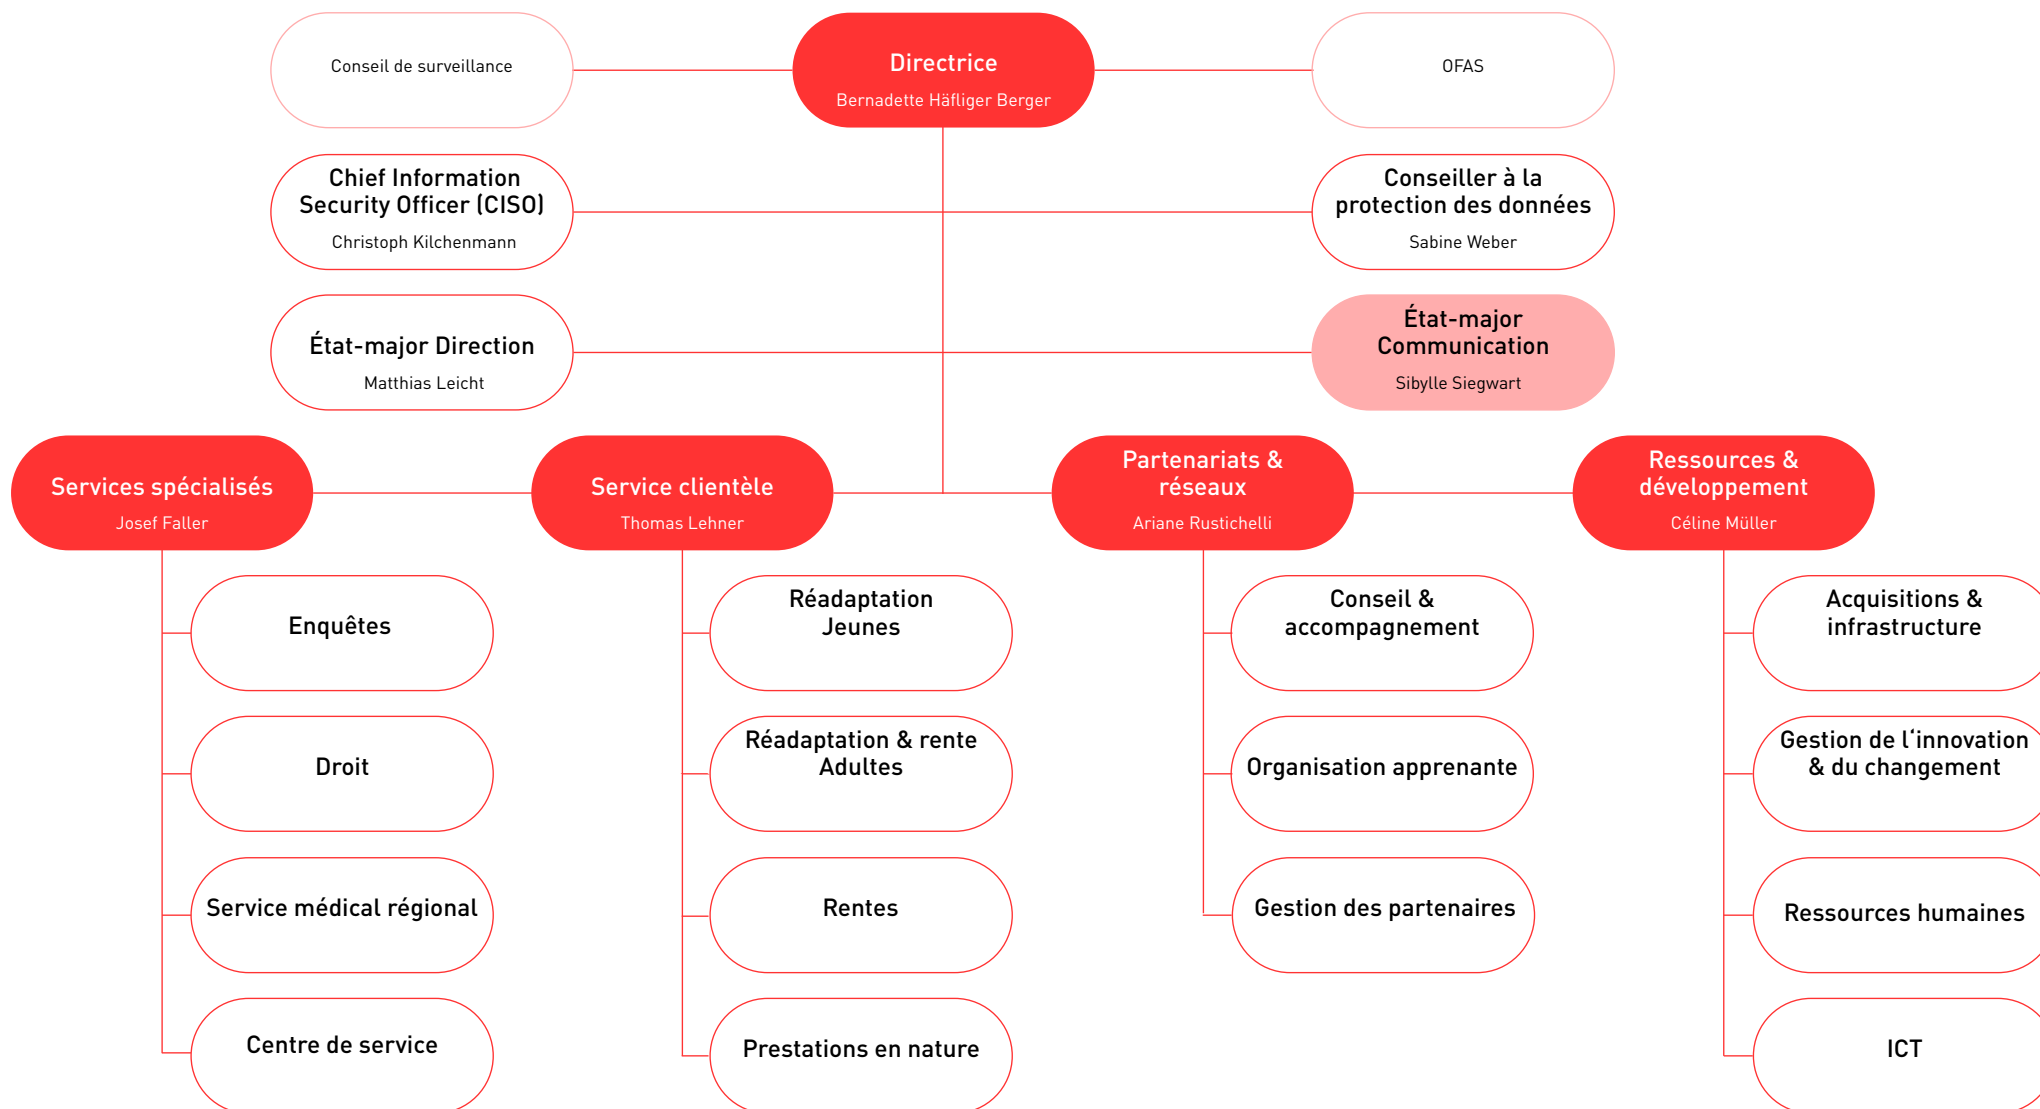 Conseil de surveillance
Directrice
Bernadette Häfliger Berger
OFAS
Chief Information
Security Officer (CISO)
Christoph Kilchenmann
Conseiller à la
protection des données
Sabine Weber
État-major Direction
Matthias Leicht
État-major
Communication
Sibylle Siegwart
Services spécialisés
Josef Faller
Service clientèle
Thomas Lehner
Partenariats &
réseaux
Ariane Rustichelli
Ressources &
développement
Céline Müller
Enquêtes
Droit
Service médical régional
Centre de service
Réadaptation
Jeunes
Réadaptation & rente
Adultes
Rentes
Prestations en nature
Conseil &
accompagnement
Organisation apprenante
Gestion des partenaires
Acquisitions &
infrastructure
Gestion de l‘innovation
& du changement
Ressources humaines
ICT